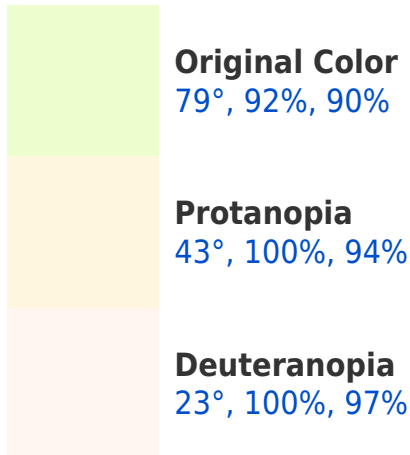 Original Color
79°, 92%, 90%
Protanopia
43°, 100%, 94%
Deuteranopia
23°, 100%, 97%